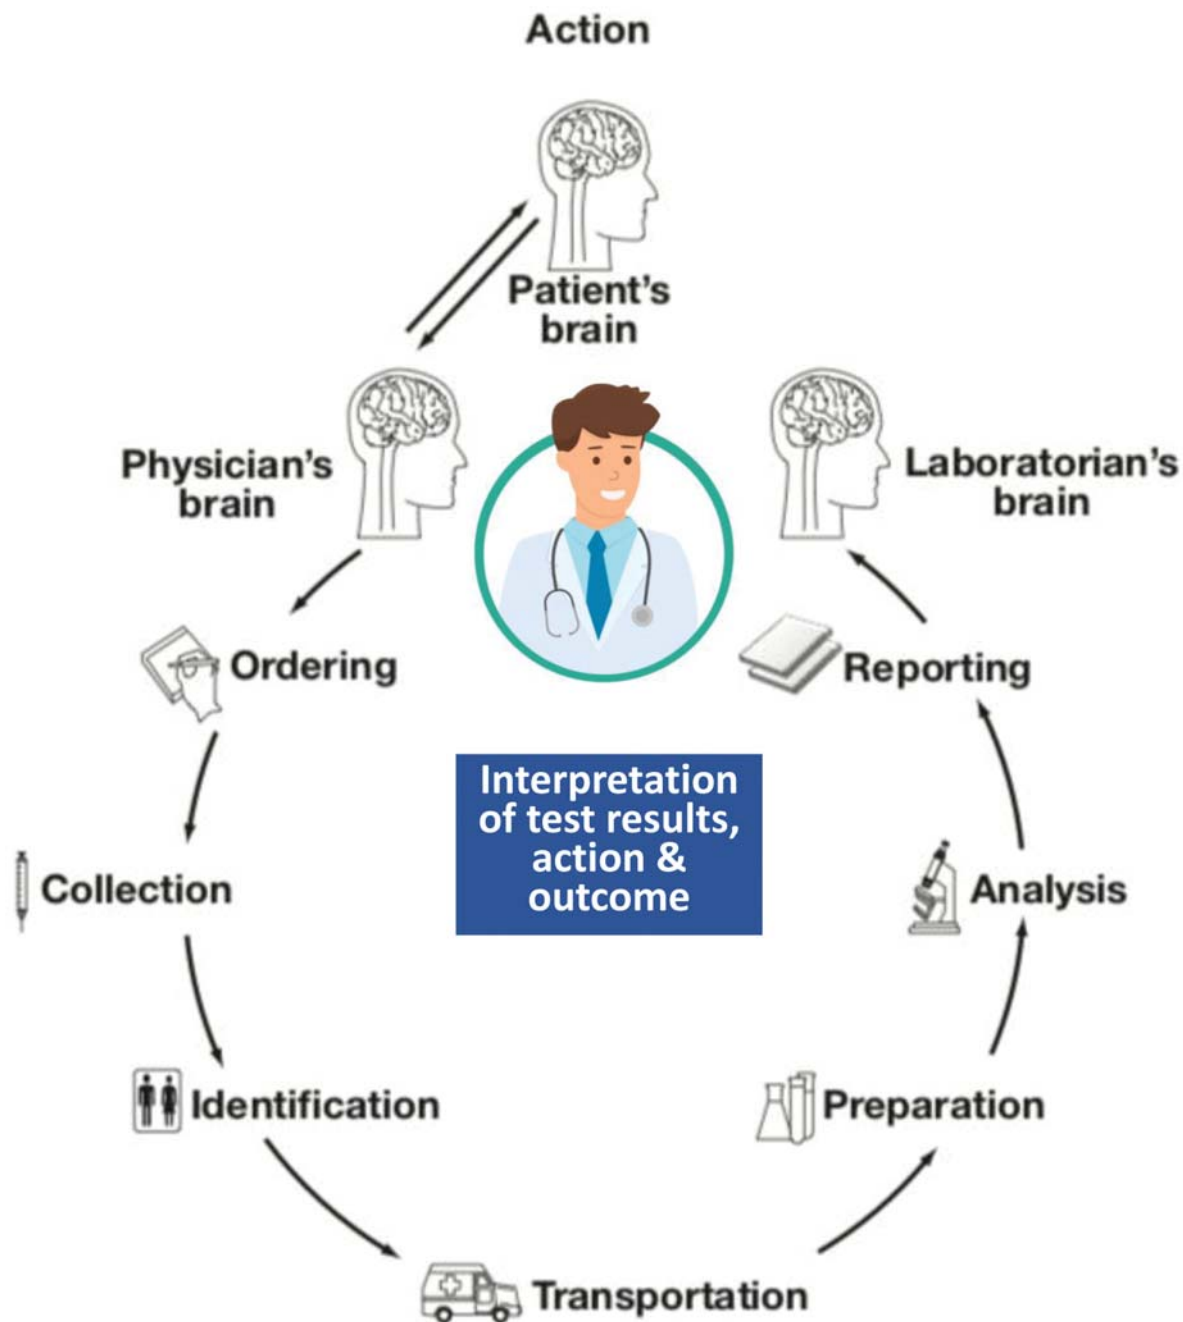 Action
Patient's
brain
Physician's
brain
Laboratorian's
brain
Ordering
Reporting
Interpretation
of test results,
action &
outcome
Collection
Analysis
Identification
Preparation
Transportation